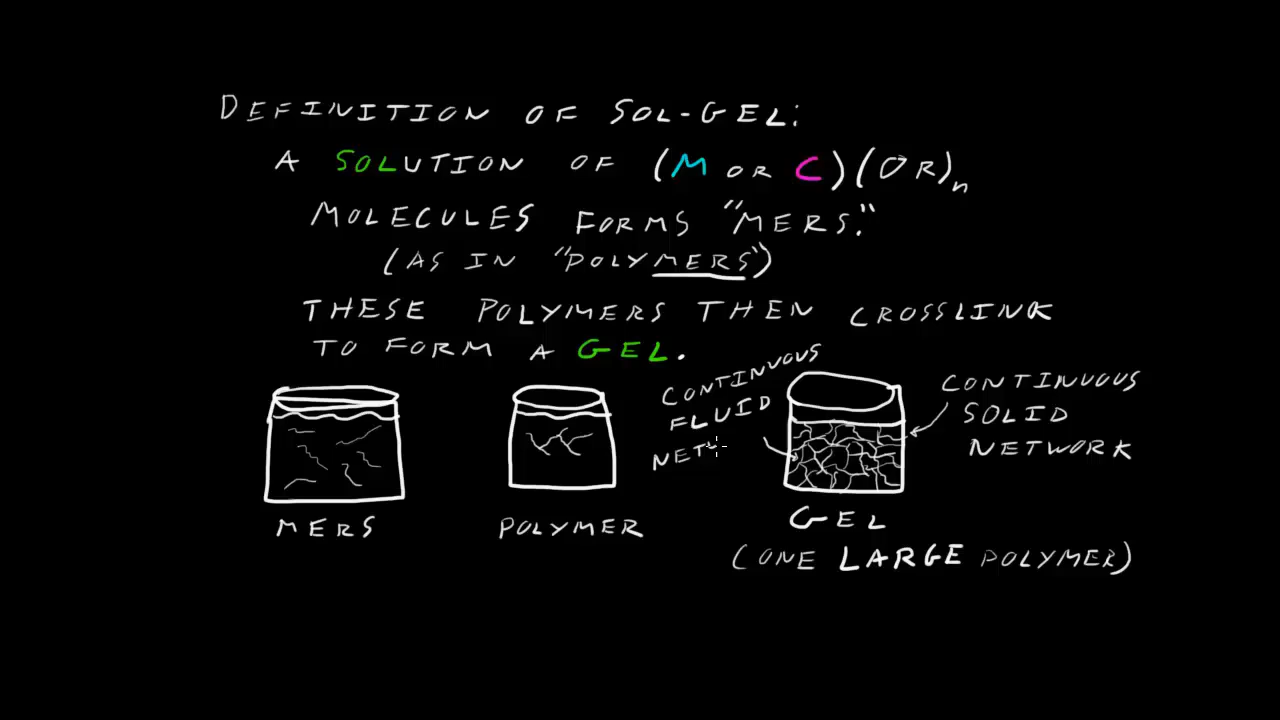 DEFINITION OF SOL-GEL:
A SOLUTION OF (M OR C)(OR)n
MOLECULES FORMS "MERS."
(AS IN "POLYMERS")
THESE POLYMERS THEN CROSSLINK
TO FORM A GEL.
CONTINUOUS
FLUID
NETW
CONTINUOUS
SOLID
NETWORK
MERS
POLYMER
GEL
(ONE LARGE POLYMER)